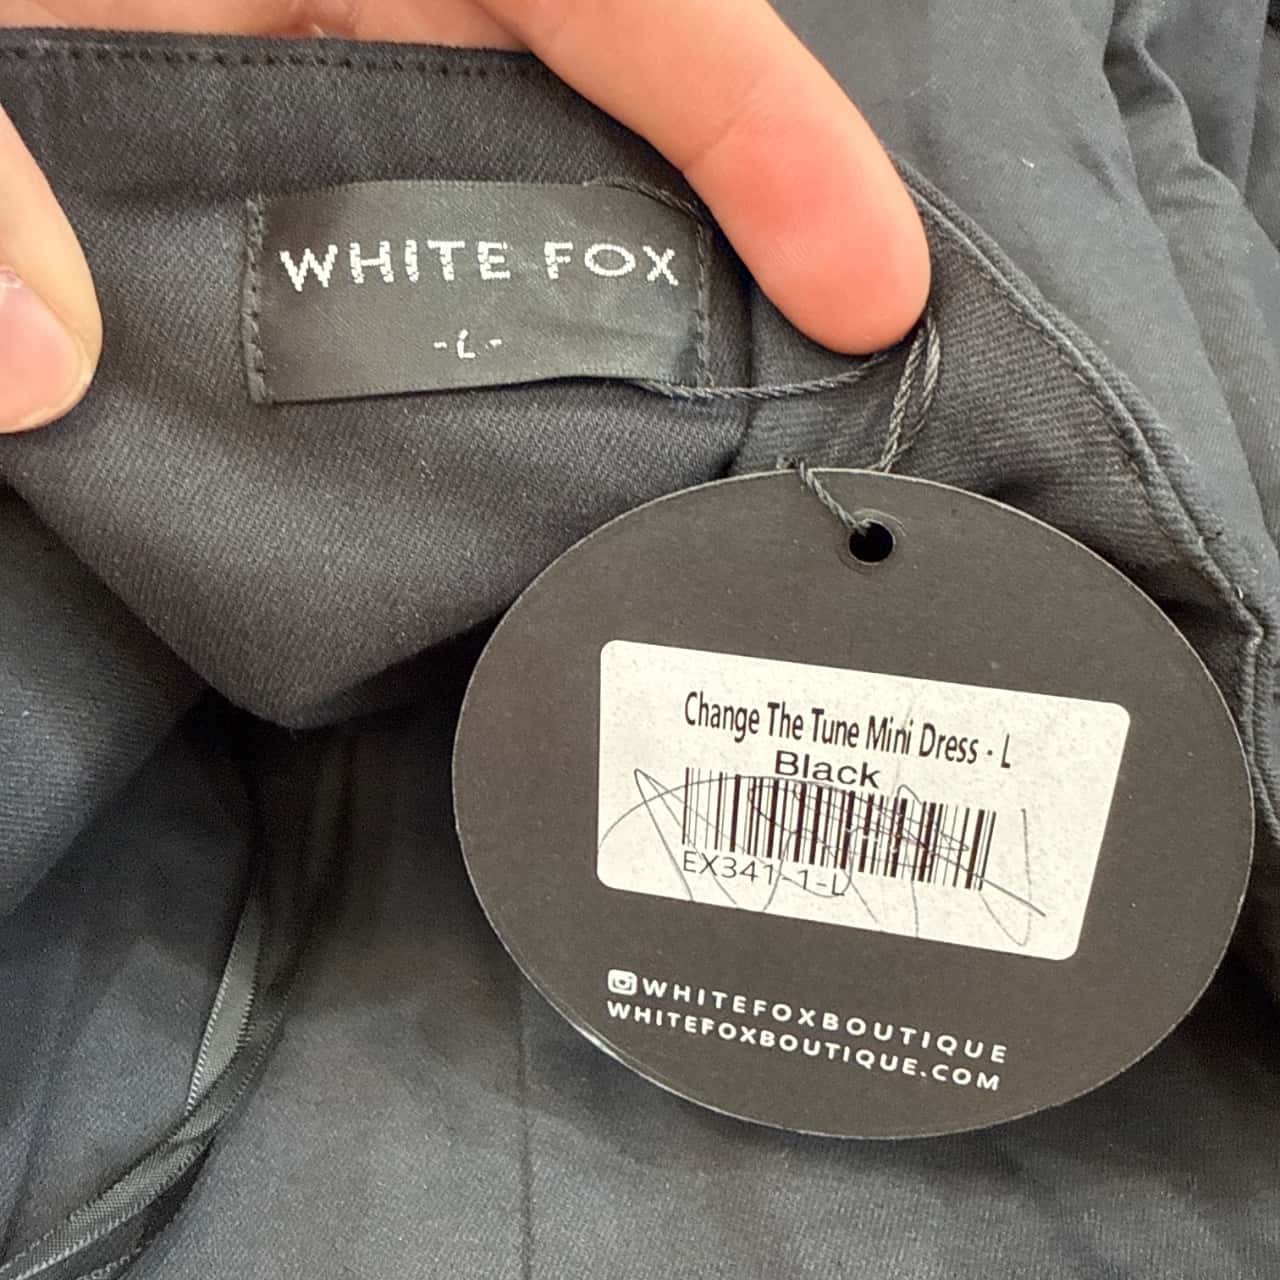 WHITE FOX
-L-
Change The Tune Mini Dress - L
Black
EX341-1-L
WHITEFOXBOUTIQUE
WHITEFOXBOUTIQUE.COM